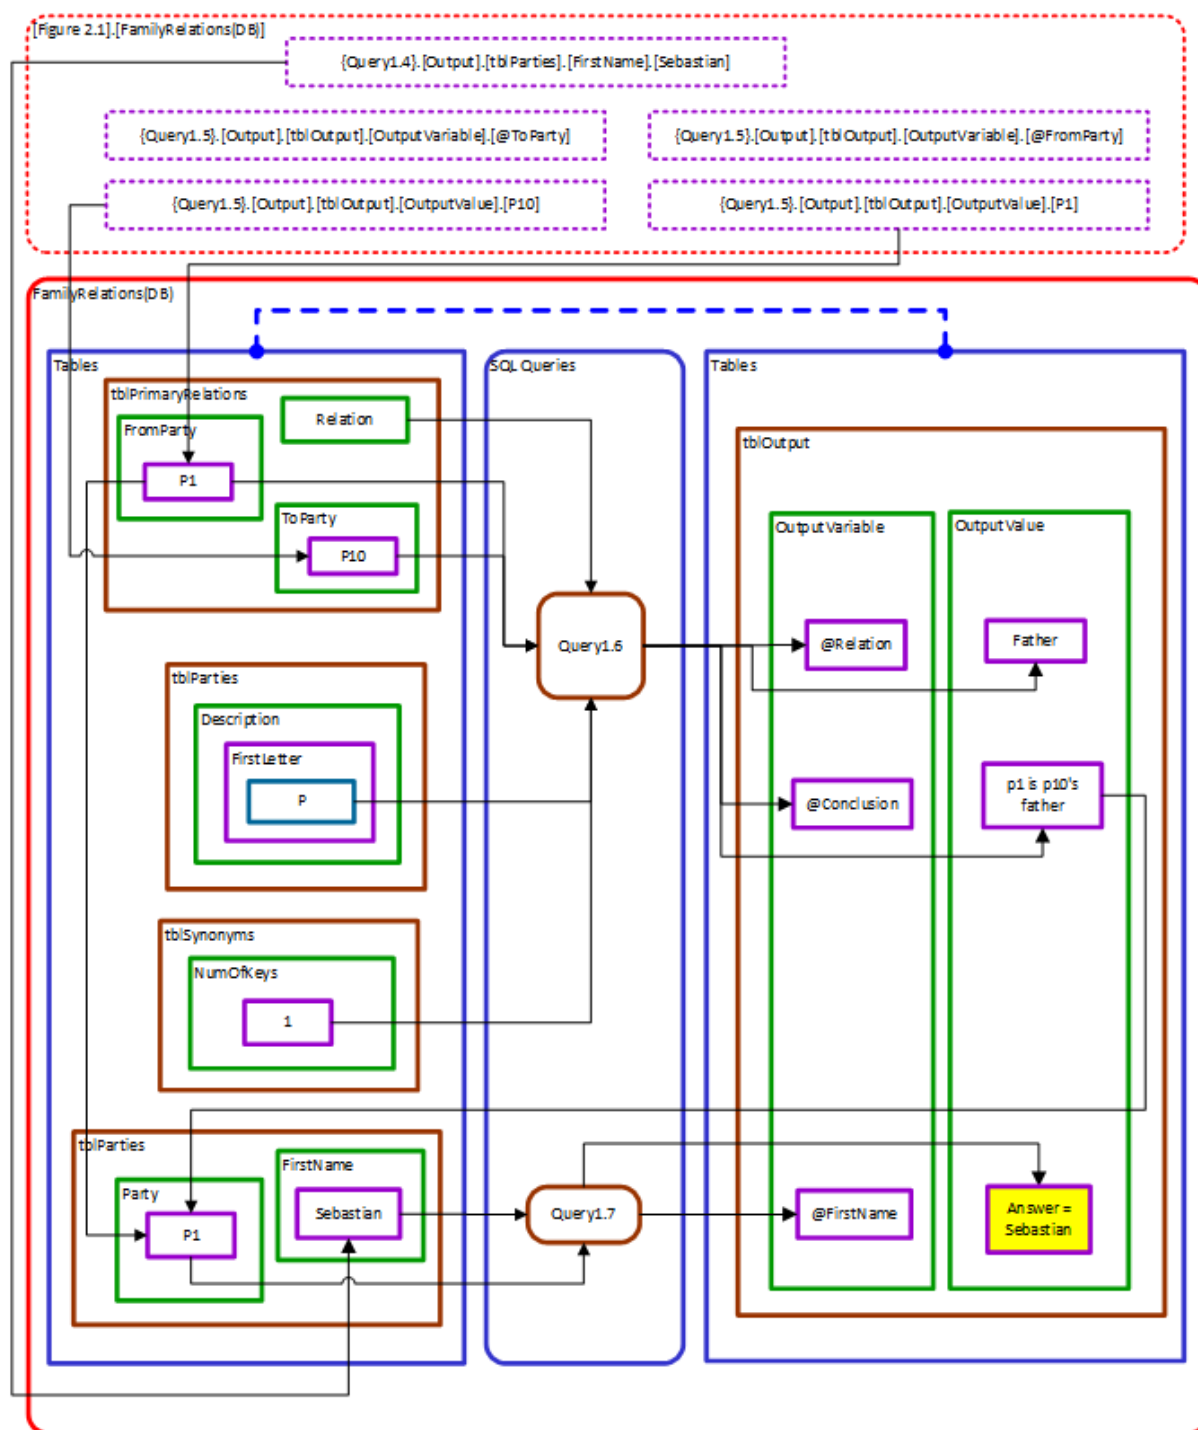 [Figure 2.1].[FamilyRelations(DB)]
{Query1.4}.[Output].[tblParties].[FirstName].[Sebastian]
{Query1.5}.[Output].[tblOutput].[OutputVariable].[@ToParty]
{Query1.5}.[Output].[tblOutput].[OutputVariable].[@FromParty]
{Query1.5}.[Output].[tblOutput].[OutputValue].[P10]
{Query1.5}.[Output].[tblOutput].[OutputValue].[P1]
FamilyRelations(DB)
Tables
tblPrimaryRelations
Relation
FromParty
P1
ToParty
P10
tblParties
Description
FirstLetter
P
tblSynonyms
NumOfKeys
1
tblParties
Party
P1
FirstName
Sebastian
SQL Queries
Query1.6
Query1.7
Tables
tblOutput
OutputVariable
OutputValue
@Relation
Father
@Conclusion
p1 is p10's
father
@FirstName
Answer =
Sebastian